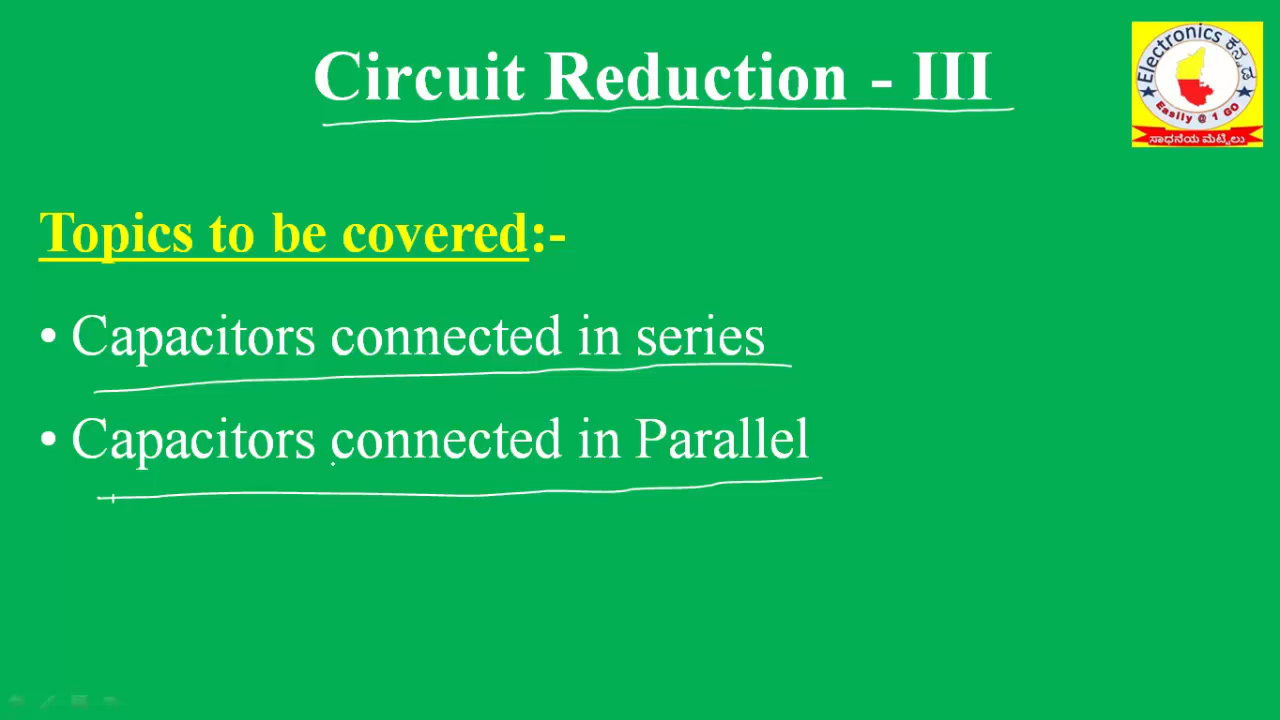 Circuit Reduction - III
Electronics ಕನ್ನಡ
Easily @ 1 GO
ಸಾಧನೆಯ ಮೆಟ್ಟಿಲು
Topics to be covered:-
• Capacitors connected in series
• Capacitors connected in Parallel